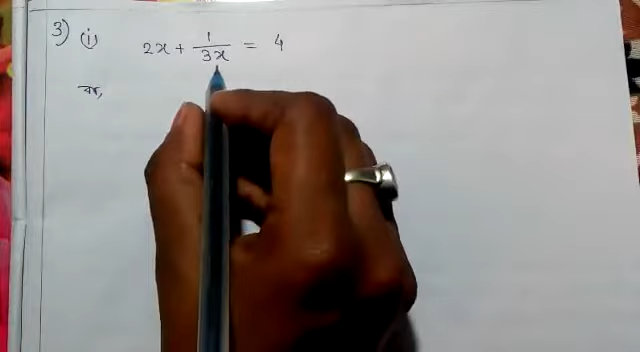 3) (i) 2x + 1/3x = 4
বা,